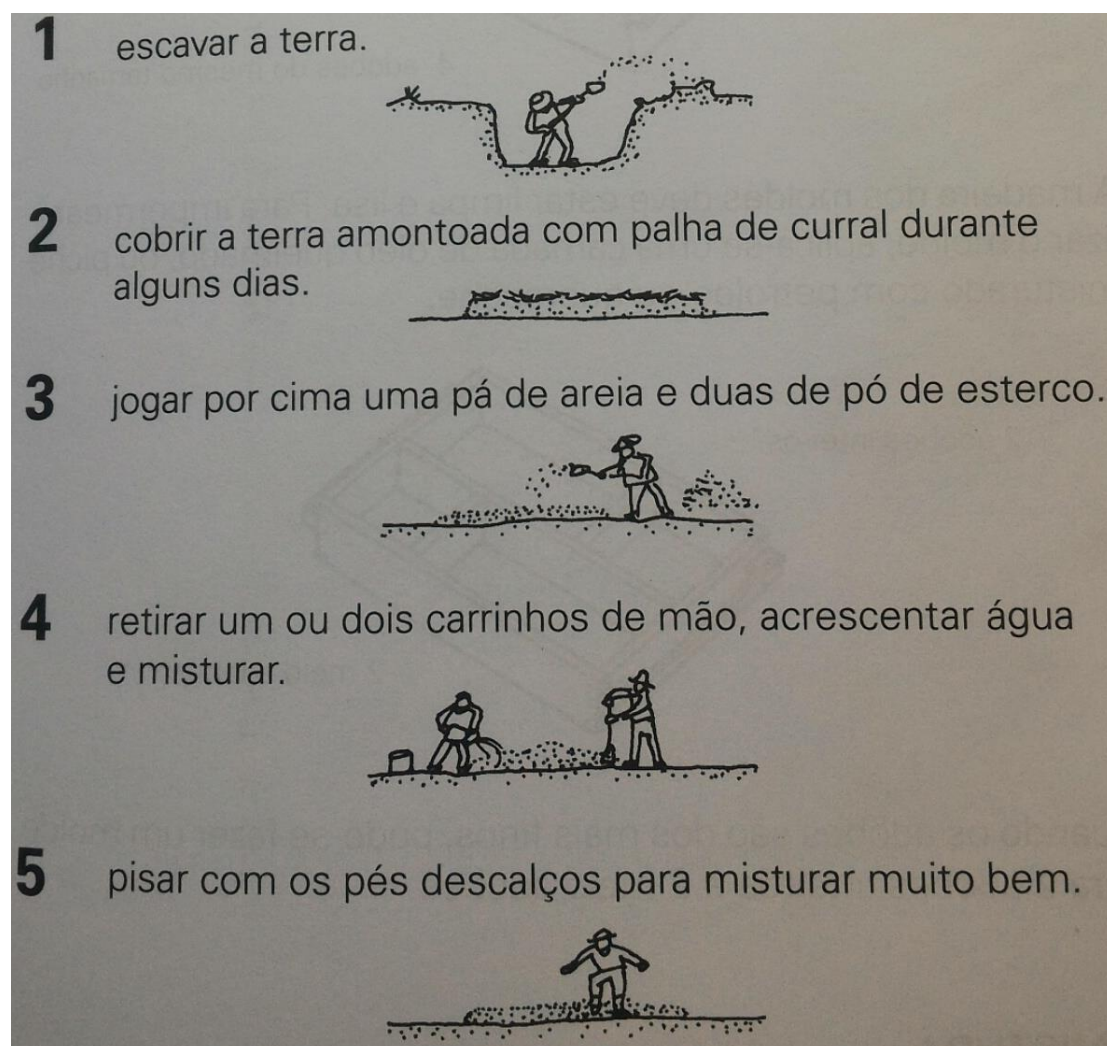 1 escavar a terra.
2 cobrir a terra amontoada com palha de curral durante
alguns dias.
3 jogar por cima uma pá de areia e duas de pó de esterco.
4 retirar um ou dois carrinhos de mão, acrescentar água
e misturar.
5 pisar com os pés descalços para misturar muito bem.